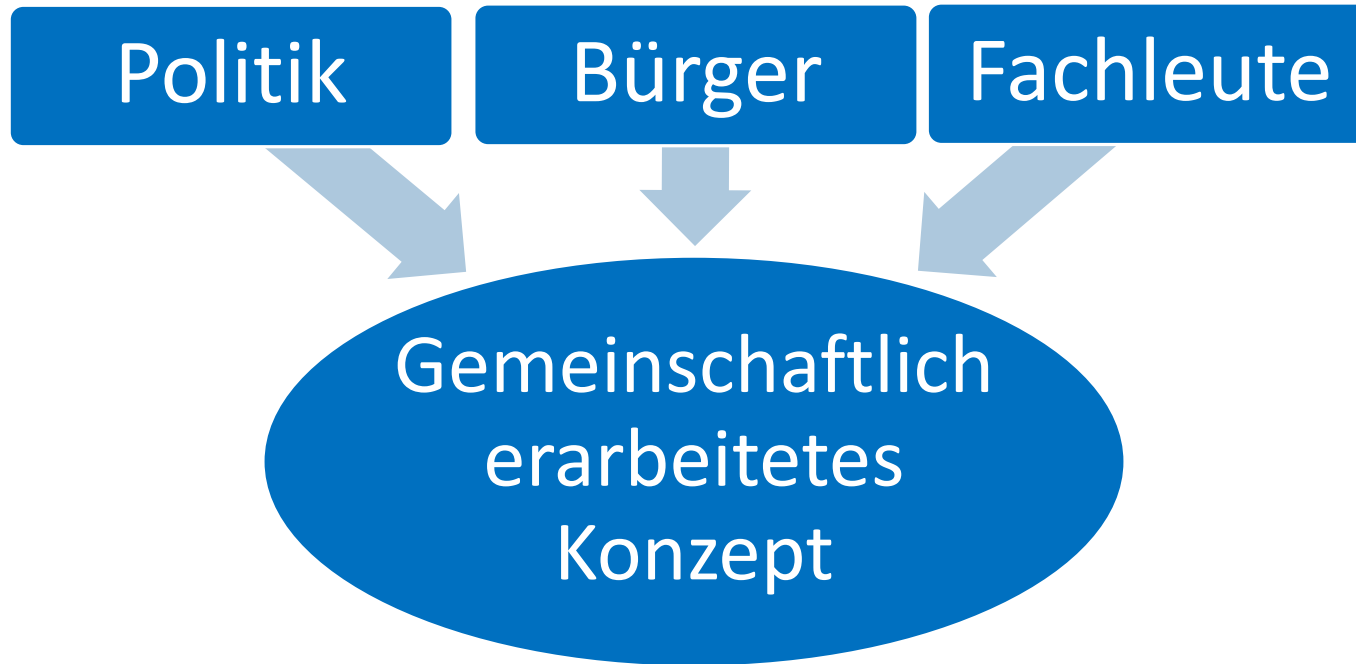 Politik
Bürger
Fachleute
Gemeinschaftlich
erarbeitetes
Konzept